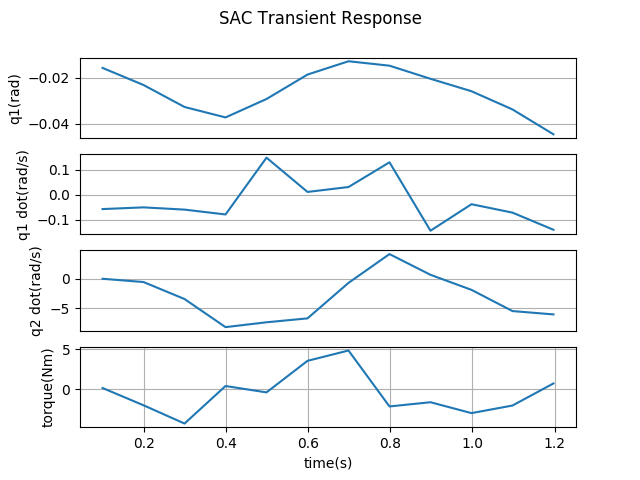 SAC Transient Response
q1(rad)
−0.02
−0.04
q1 dot(rad/s)
0.1
0.0
−0.1
q2 dot(rad/s)
0
−5
torque(Nm)
5
0
0.2 0.4 0.6 0.8 1.0 1.2
time(s)